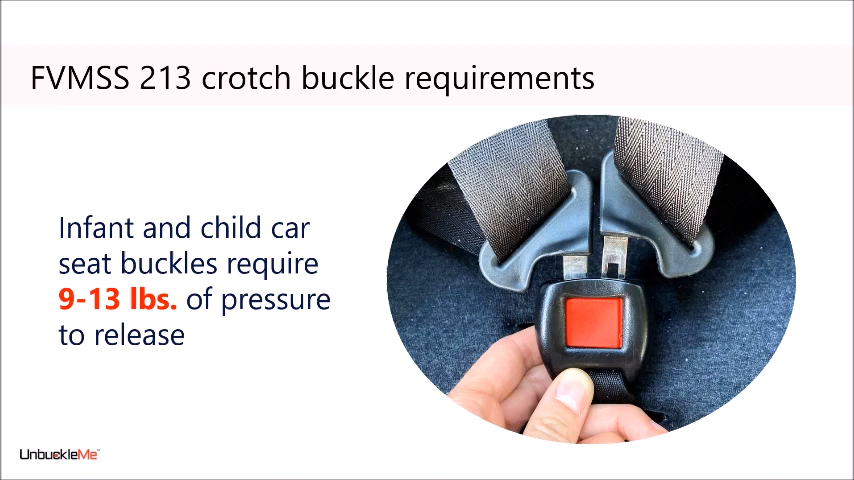 FVMSS 213 crotch buckle requirements
Infant and child car
seat buckles require
9-13 lbs. of pressure
to release
UnbuckleMe™